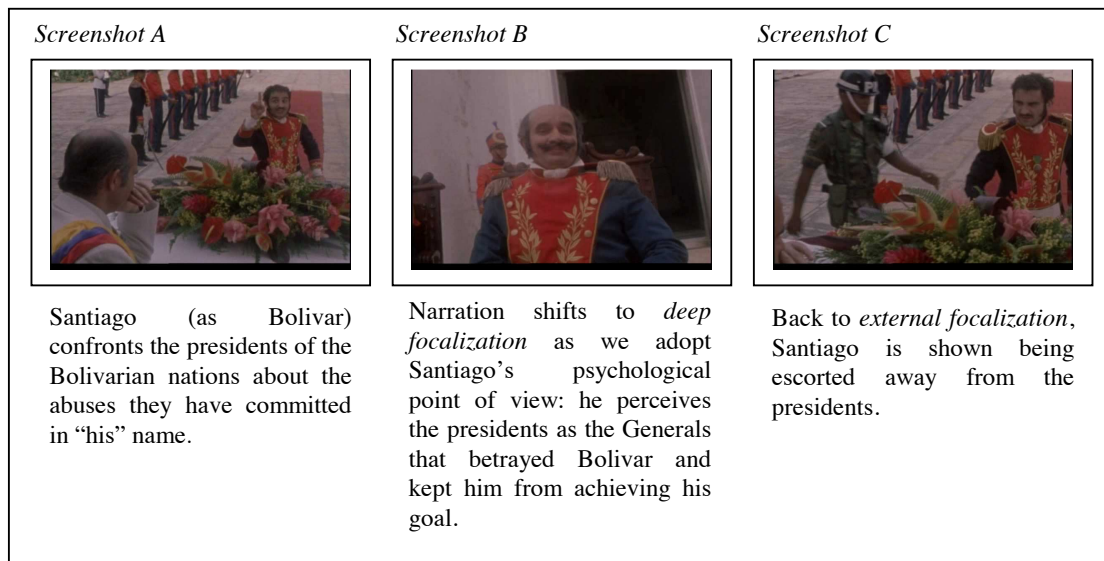 Screenshot A
Screenshot B
Screenshot C
Santiago (as Bolivar)
confronts the presidents of the
Bolivarian nations about the
abuses they have committed
in “his” name.
Narration shifts to deep
focalization as we adopt
Santiago’s psychological
point of view: he perceives
the presidents as the Generals
that betrayed Bolivar and
kept him from achieving his
goal.
Back to external focalization,
Santiago is shown being
escorted away from the
presidents.